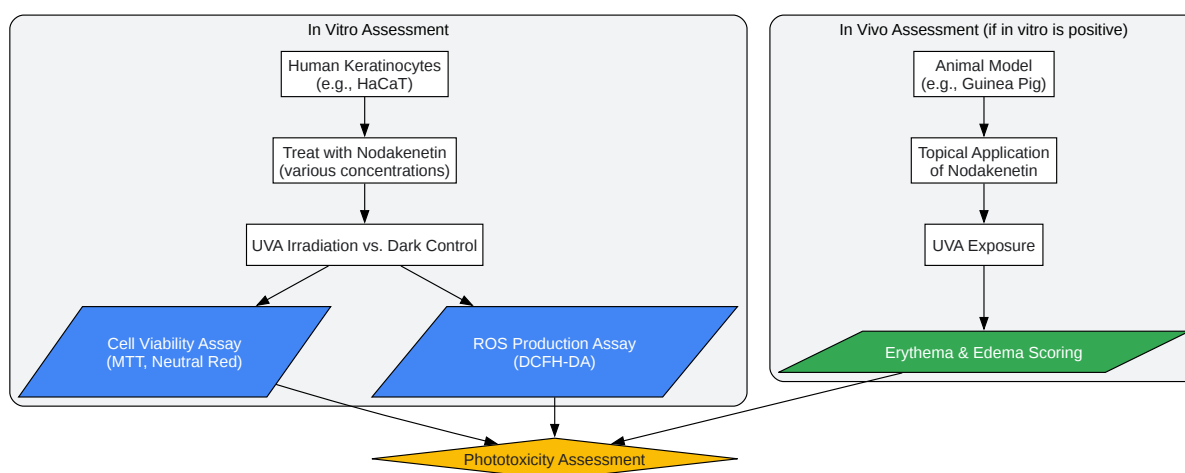 In Vitro Assessment
Human Keratinocytes
(e.g., HaCaT)
Treat with Nodakenetin
(various concentrations)
UVA Irradiation vs. Dark Control
Cell Viability Assay
(MTT, Neutral Red)
ROS Production Assay
(DCFH-DA)
In Vivo Assessment (if in vitro is positive)
Animal Model
(e.g., Guinea Pig)
Topical Application
of Nodakenetin
UVA Exposure
Erythema & Edema Scoring
Phototoxicity Assessment